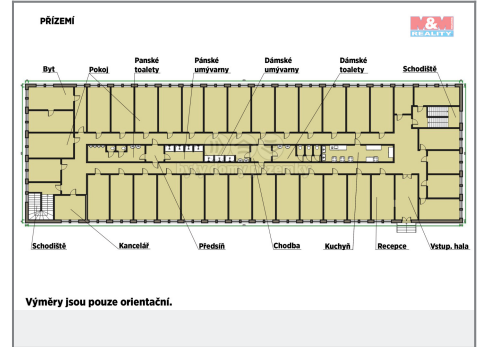 PŘÍZEMÍ
M&M
REALITY
Byt
Pokoj
Panské
toalety
Pánské
umývarny
Dámské
umývarny
Dámské
toalety
Schodiště
Schodiště
Kancelář
Předsíň
Chodba
Kuchyň
Recepce
Vstup. hala
Výměry jsou pouze orientační.